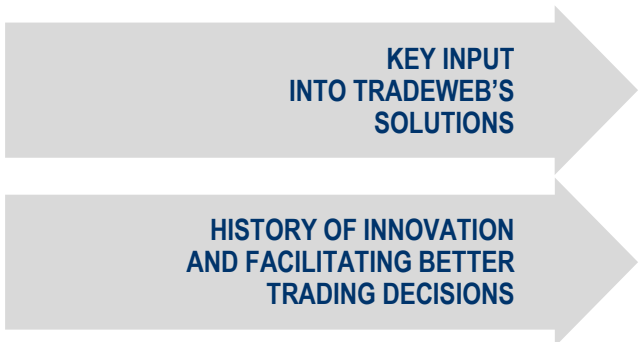 KEY INPUT
INTO TRADEWEB’S
SOLUTIONS
HISTORY OF INNOVATION
AND FACILITATING BETTER
TRADING DECISIONS